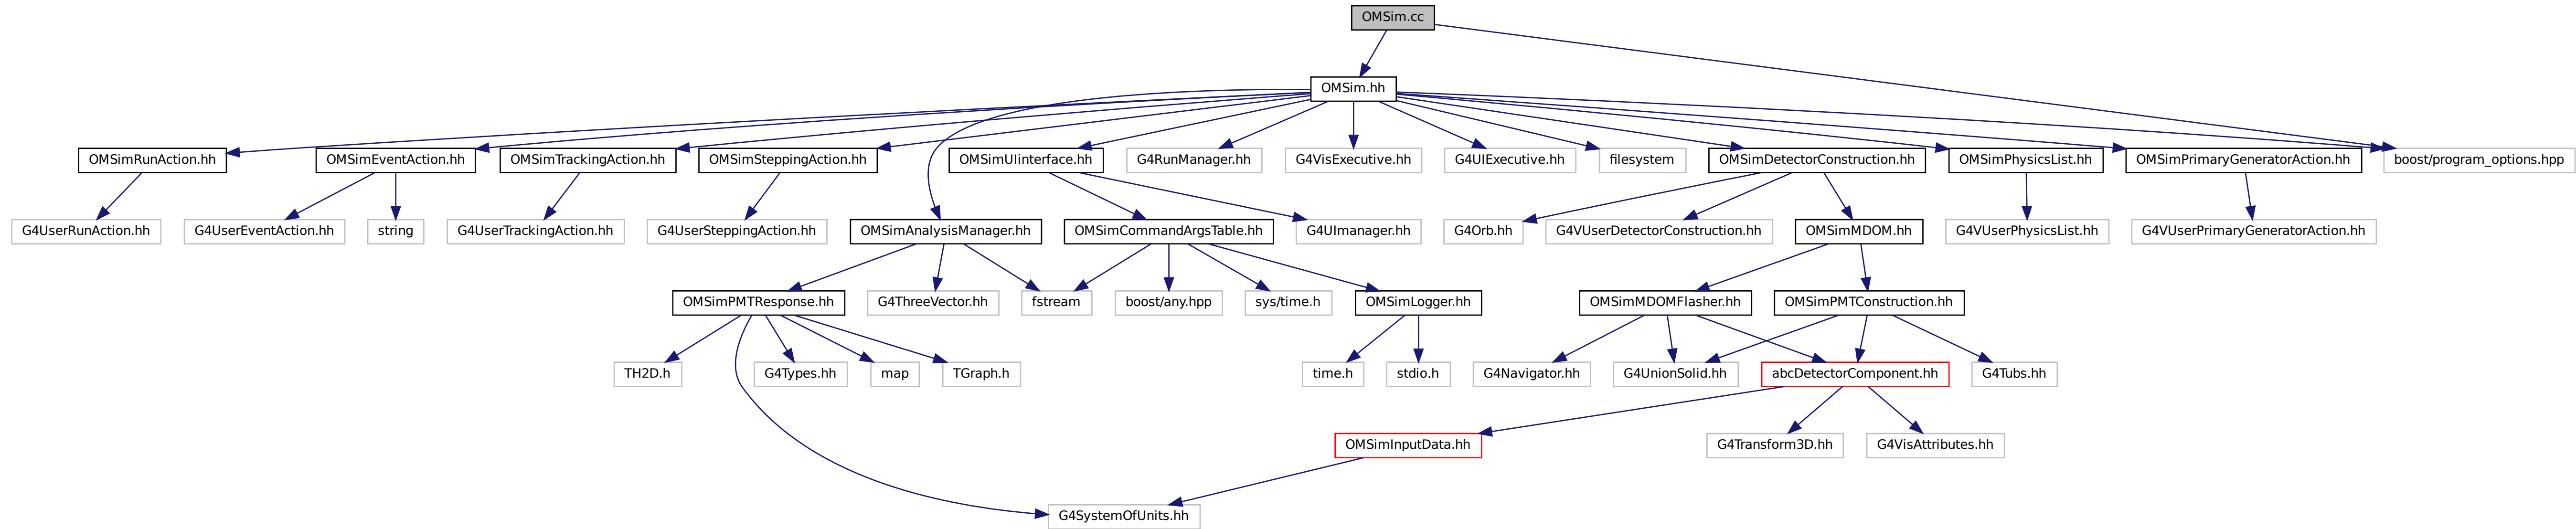 OMSim.cc
OMSim.hh
OMSimRunAction.hh
OMSimEventAction.hh
OMSimTrackingAction.hh
OMSimSteppingAction.hh
OMSimUIinterface.hh
G4RunManager.hh
G4VisExecutive.hh
G4UIExecutive.hh
filesystem
OMSimDetectorConstruction.hh
OMSimPhysicsList.hh
OMSimPrimaryGeneratorAction.hh
boost/program_options.hpp
G4UserRunAction.hh
G4UserEventAction.hh
string
G4UserTrackingAction.hh
G4UserSteppingAction.hh
OMSimAnalysisManager.hh
OMSimCommandArgsTable.hh
G4UImanager.hh
G4Orb.hh
G4VUserDetectorConstruction.hh
OMSimMDOM.hh
G4VUserPhysicsList.hh
G4VUserPrimaryGeneratorAction.hh
OMSimPMTResponse.hh
G4ThreeVector.hh
fstream
boost/any.hpp
sys/time.h
OMSimLogger.hh
OMSimMDOMFlasher.hh
OMSimPMTConstruction.hh
TH2D.h
G4Types.hh
map
TGraph.h
time.h
stdio.h
G4Navigator.hh
G4UnionSolid.hh
abcDetectorComponent.hh
G4Tubs.hh
OMSimInputData.hh
G4Transform3D.hh
G4VisAttributes.hh
G4SystemOfUnits.hh